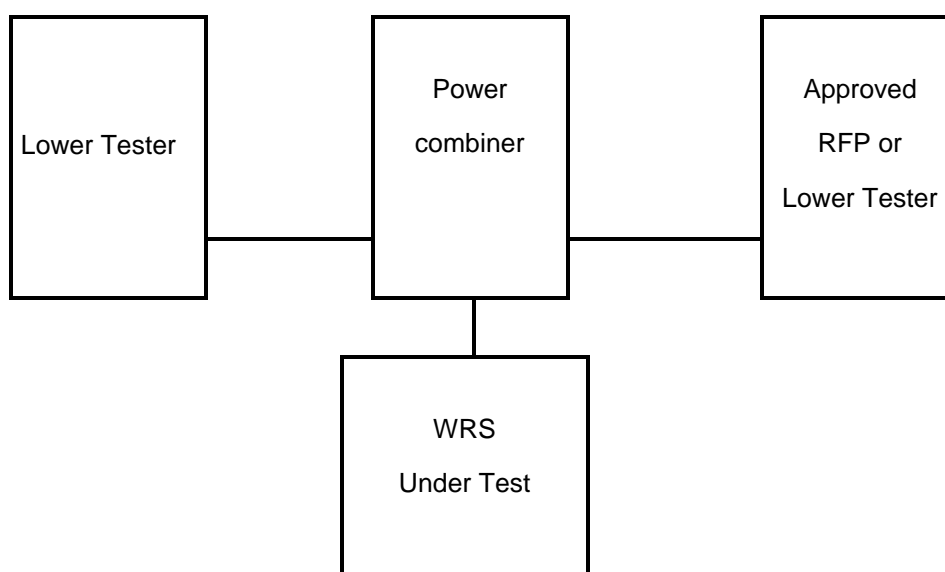 Lower Tester
Power
combiner
Approved
RFP or
Lower Tester
WRS
Under Test